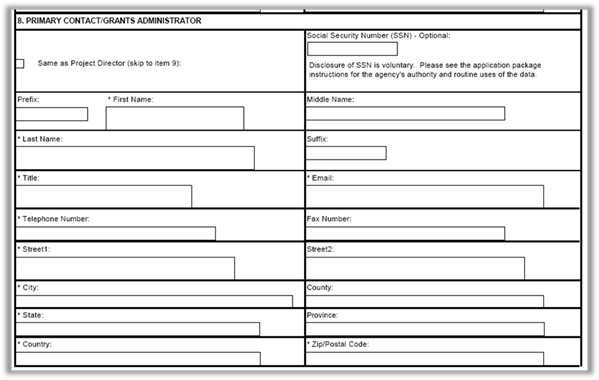 8. PRIMARY CONTACT/GRANTS ADMINISTRATOR
Social Security Number (SSN) - Optional:
Same as Project Director (skip to item 9):
Disclosure of SSN is voluntary. Please see the application package
instructions for the agency's authority and routine uses of the data.
Prefix:
* First Name:
Middle Name:
* Last Name:
Suffix:
* Title:
* Email:
* Telephone Number:
Fax Number:
* Street1:
Street2:
* City:
County:
* State:
Province:
* Country:
* Zip/Postal Code: